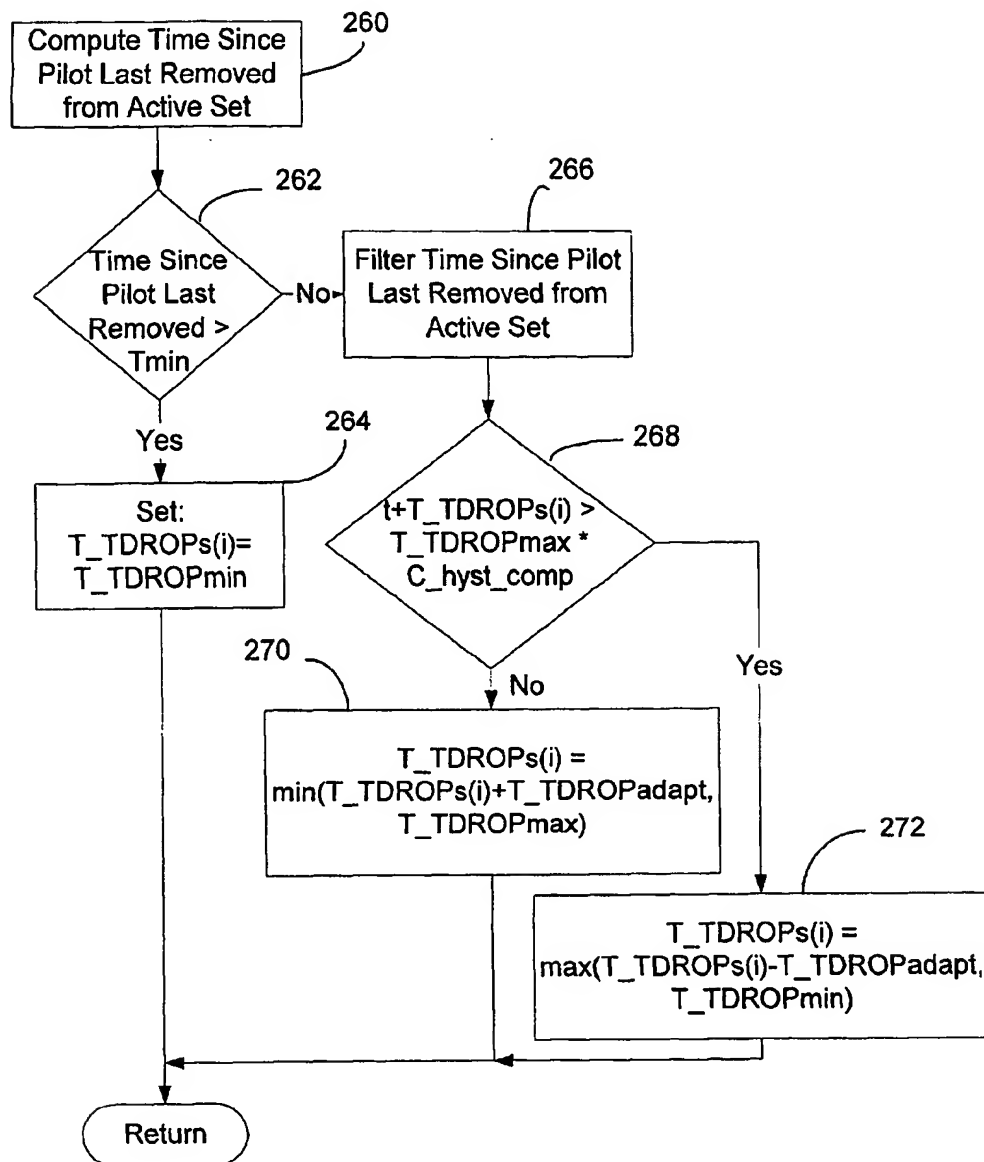 260
Compute Time Since
Pilot Last Removed
from Active Set
262
Time Since
Pilot Last
Removed >
Tmin
No
266
Filter Time Since Pilot
Last Removed from
Active Set
Yes
264
Set:
T_TDROPs(i)=
T_TDROPmin
268
t+T_TDROPs(i) >
T_TDROPmax *
C_hyst_comp
270
No
Yes
T_TDROPs(i) =
min(T_TDROPs(i)+T_TDROPadapt,
T_TDROPmax)
272
T_TDROPs(i) =
max(T_TDROPs(i)-T_TDROPadapt,
T_TDROPmin)
Return